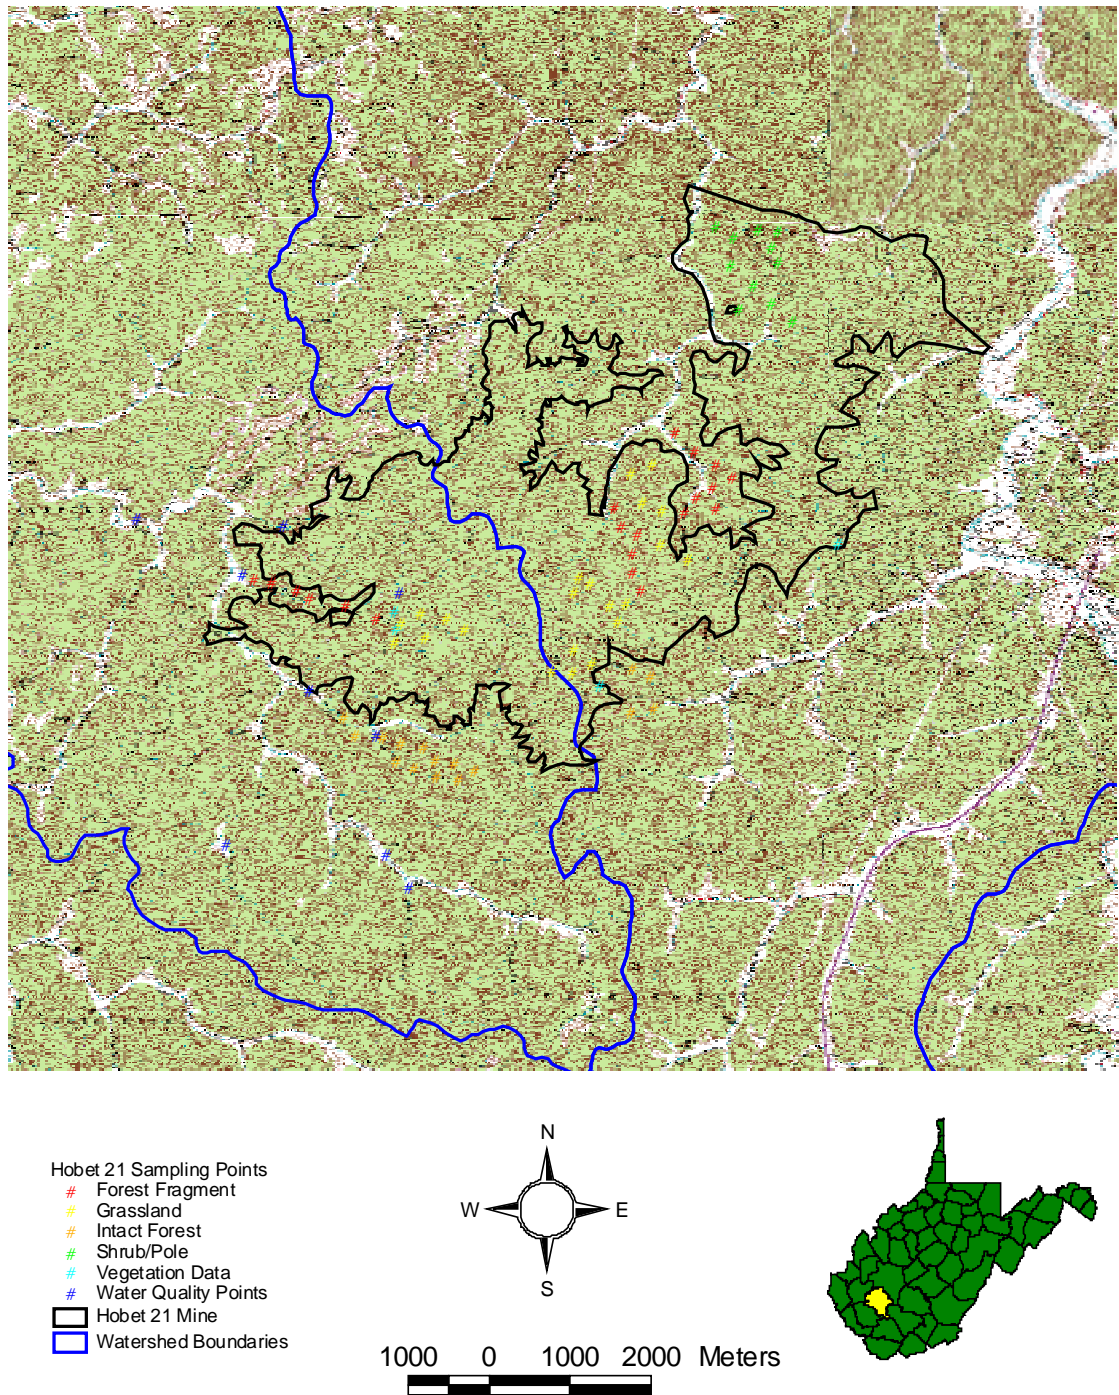 Hobet 21 Sampling Points
# Forest Fragment
# Grassland
# Intact Forest
# Shrub/Pole
# Vegetation Data
# Water Quality Points
Hobet 21 Mine
Watershed Boundaries
N
W E
S
1000 0 1000 2000 Meters